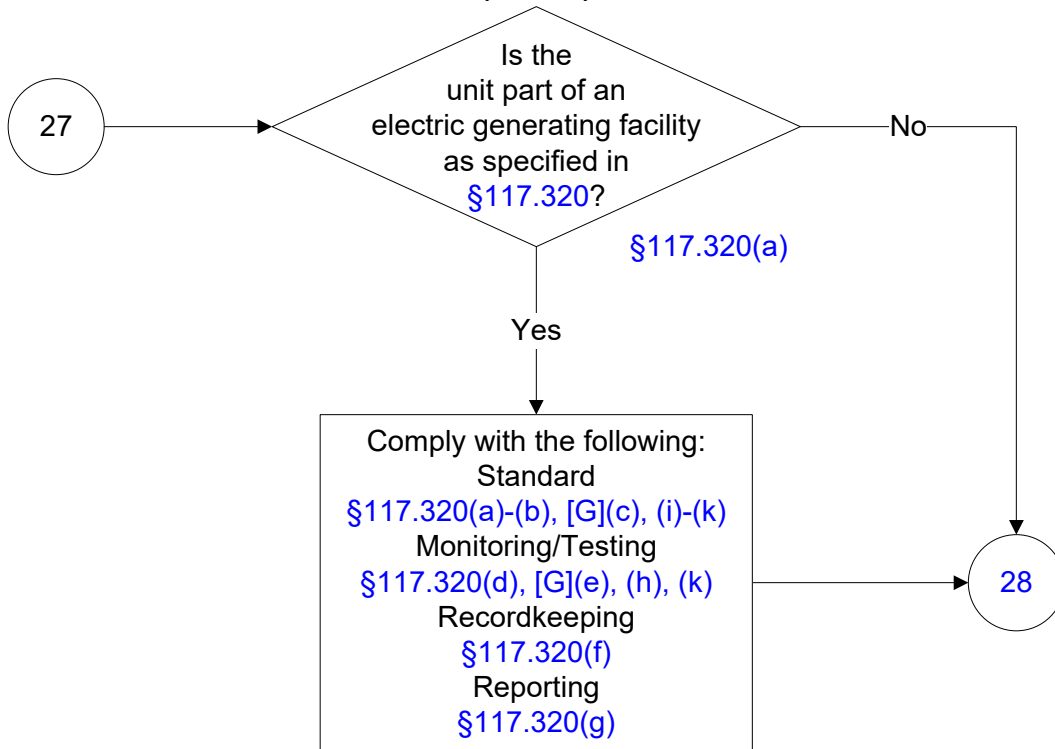 Is the
unit part of an
electric generating facility
as specified in
§117.320?
27
No
§117.320(a)
Yes
Comply with the following:
Standard
§117.320(a)-(b), [G](c), (i)-(k)
Monitoring/Testing
§117.320(d), [G](e), (h), (k)
Recordkeeping
§117.320(f)
Reporting
§117.320(g)
28